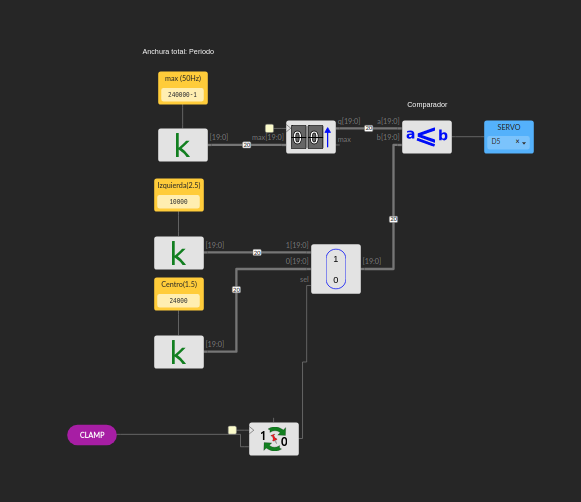 Anchura total: Periodo
max (50Hz)
240000-1
Comparador
q[19:0]
a[19:0]
SERVO
k
[19:0]
20
max[19:0]
0 0
max
20
b[19:0]
a≤b
D5
Izquierda(2.5)
10000
20
k
[19:0]
20
1[19:0]
0[19:0]
sel
1
0
[19:0]
Centro(1.5)
24000
20
k
[19:0]
CLAMP
1 0